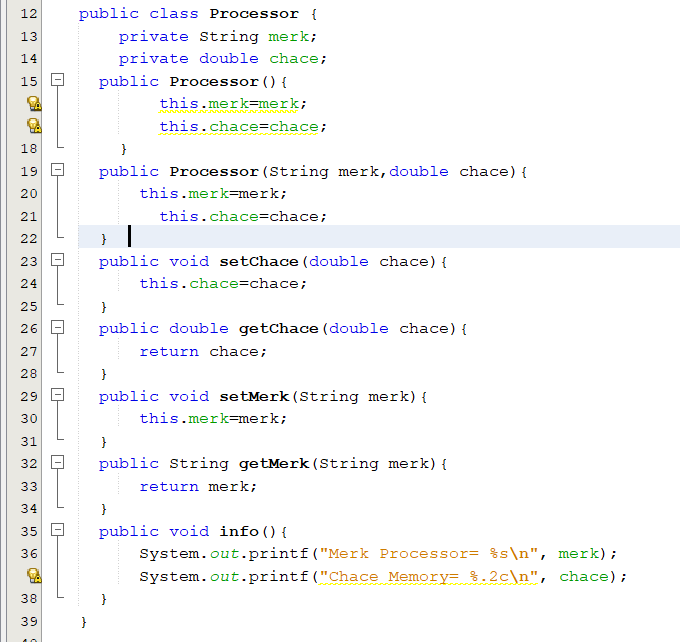 12 public class Processor {
13 private String merk;
14 private double chace;
15 public Processor(){
this.merk=merk;
this.chace=chace;
18 }
19 public Processor(String merk,double chace){
20 this.merk=merk;
21 this.chace=chace;
22 }
23 public void setChace(double chace){
24 this.chace=chace;
25 }
26 public double getChace(double chace){
27 return chace;
28 }
29 public void setMerk(String merk){
30 this.merk=merk;
31 }
32 public String getMerk(String merk){
33 return merk;
34 }
35 public void info(){
36 System.out.printf("Merk Processor= %s\n", merk);
System.out.printf("Chace Memory= %.2c\n", chace);
38 }
39 }